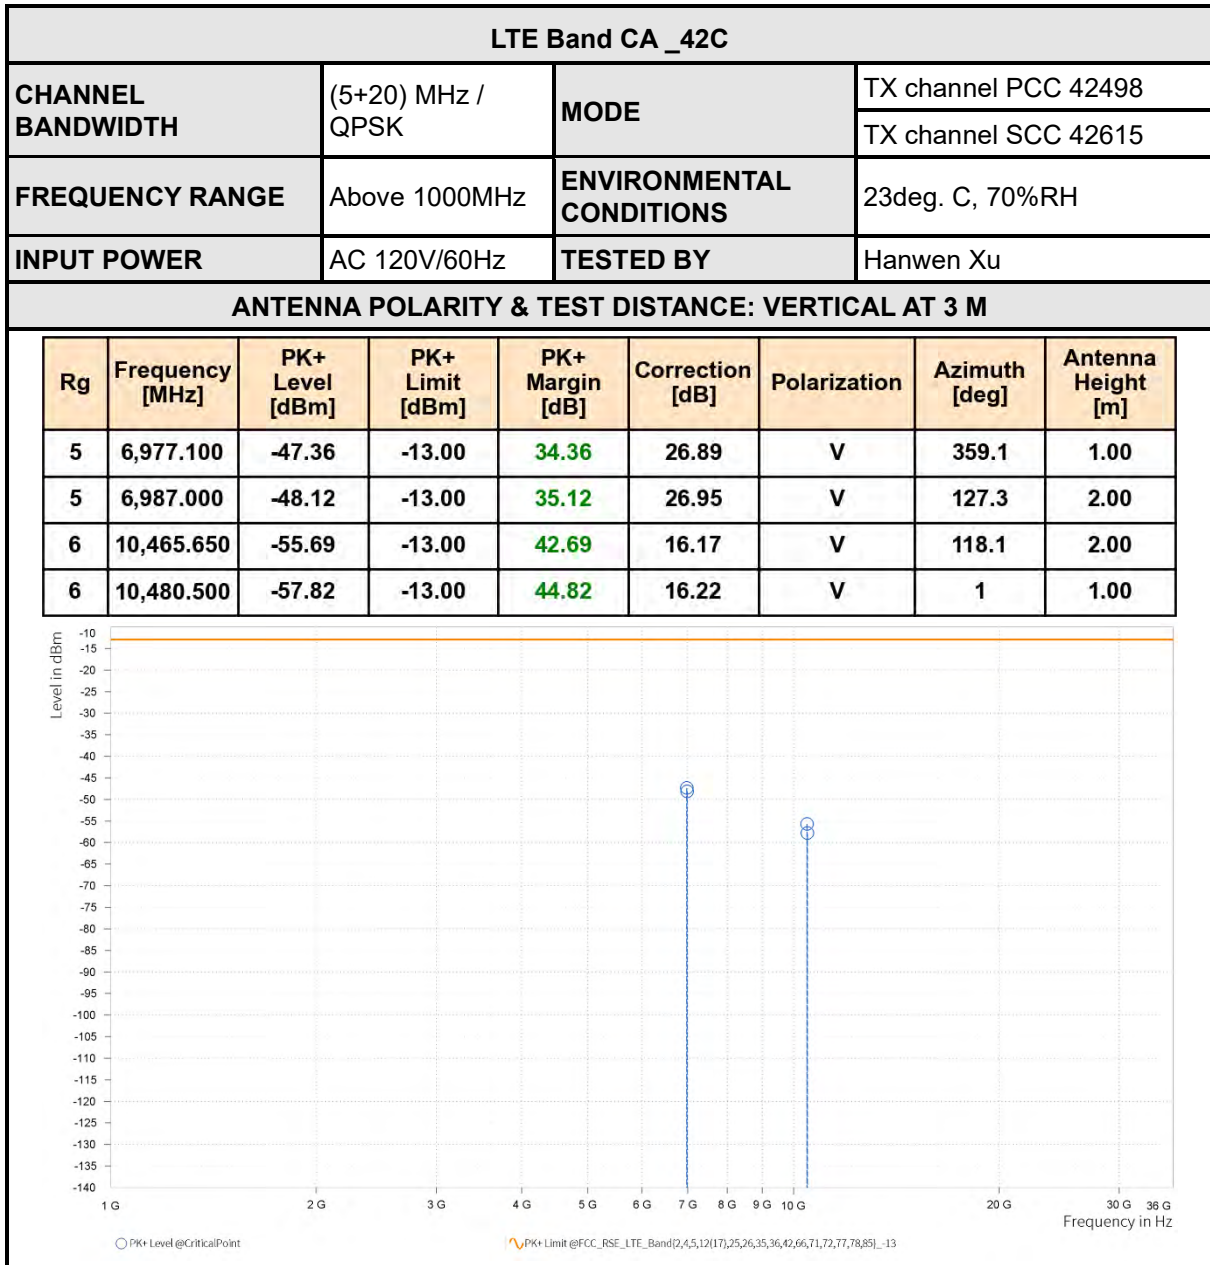 LTE Band CA _42C
CHANNEL
BANDWIDTH
(5+20) MHz /
QPSK
MODE
TX channel PCC 42498
TX channel SCC 42615
FREQUENCY RANGE
Above 1000MHz
ENVIRONMENTAL
CONDITIONS
23deg. C, 70%RH
INPUT POWER
AC 120V/60Hz
TESTED BY
Hanwen Xu
ANTENNA POLARITY & TEST DISTANCE: VERTICAL AT 3 M
Rg
Frequency
[MHz]
PK+
Level
[dBm]
PK+
Limit
[dBm]
PK+
Margin
[dB]
Correction
[dB]
Polarization
Azimuth
[deg]
Antenna
Height
[m]
5 6,977.100 -47.36 -13.00 34.36 26.89 V 359.1 1.00
5 6,987.000 -48.12 -13.00 35.12 26.95 V 127.3 2.00
6 10,465.650 -55.69 -13.00 42.69 16.17 V 118.1 2.00
6 10,480.500 -57.82 -13.00 44.82 16.22 V 1 1.00
Level in dBm
-10
-15
-20
-25
-30
-35
-40
-45
-50
-55
-60
-65
-70
-75
-80
-85
-90
-95
-100
-105
-110
-115
-120
-125
-130
-135
-140
1 G 2 G 3 G 4 G 5 G 6 G 7 G 8 G 9 G 10 G 20 G 30 G 36 G
Frequency in Hz
PK+ Level @CriticalPoint
PK+ Limit @FCC_RSE_LTE_Band{2,4,5,12(17),25,26,35,36,42,66,71,72,77,78,85}_-13